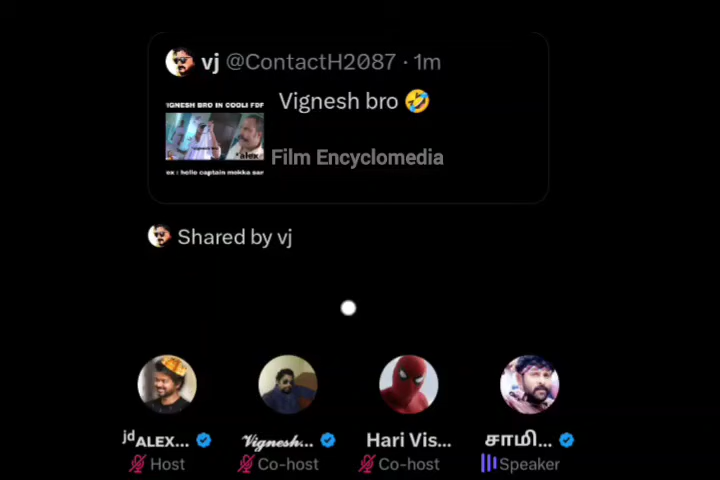 vj @ContactH2087 · 1m
Vignesh bro 🤣
IGNESH BRO IN COOLI FDF
alex
Film Encyclomedia
ex : hello captain mokka sar
Shared by vj
jdALEX...
Vignesh...
Hari Vis...
சாமி...
Host
Co-host
Co-host
Speaker